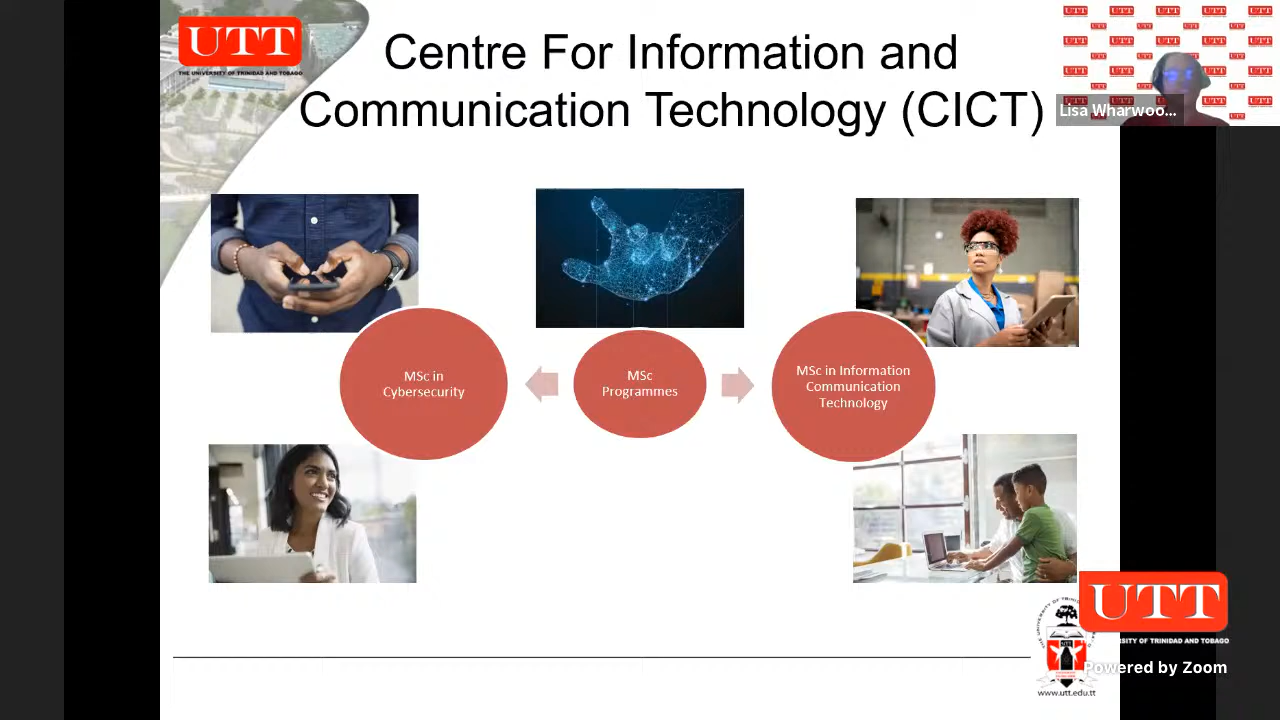 UTT
THE UNIVERSITY OF TRINIDAD AND TOBAGO
Centre For Information and
Communication Technology (CICT)
Lisa Wharwoo...
MSc in
Cybersecurity
MSc
Programmes
MSc in Information
Communication
Technology
UTT
RSITY OF TRINIDAD AND TOBAGO
Powered by Zoom
www.utt.edu.tt